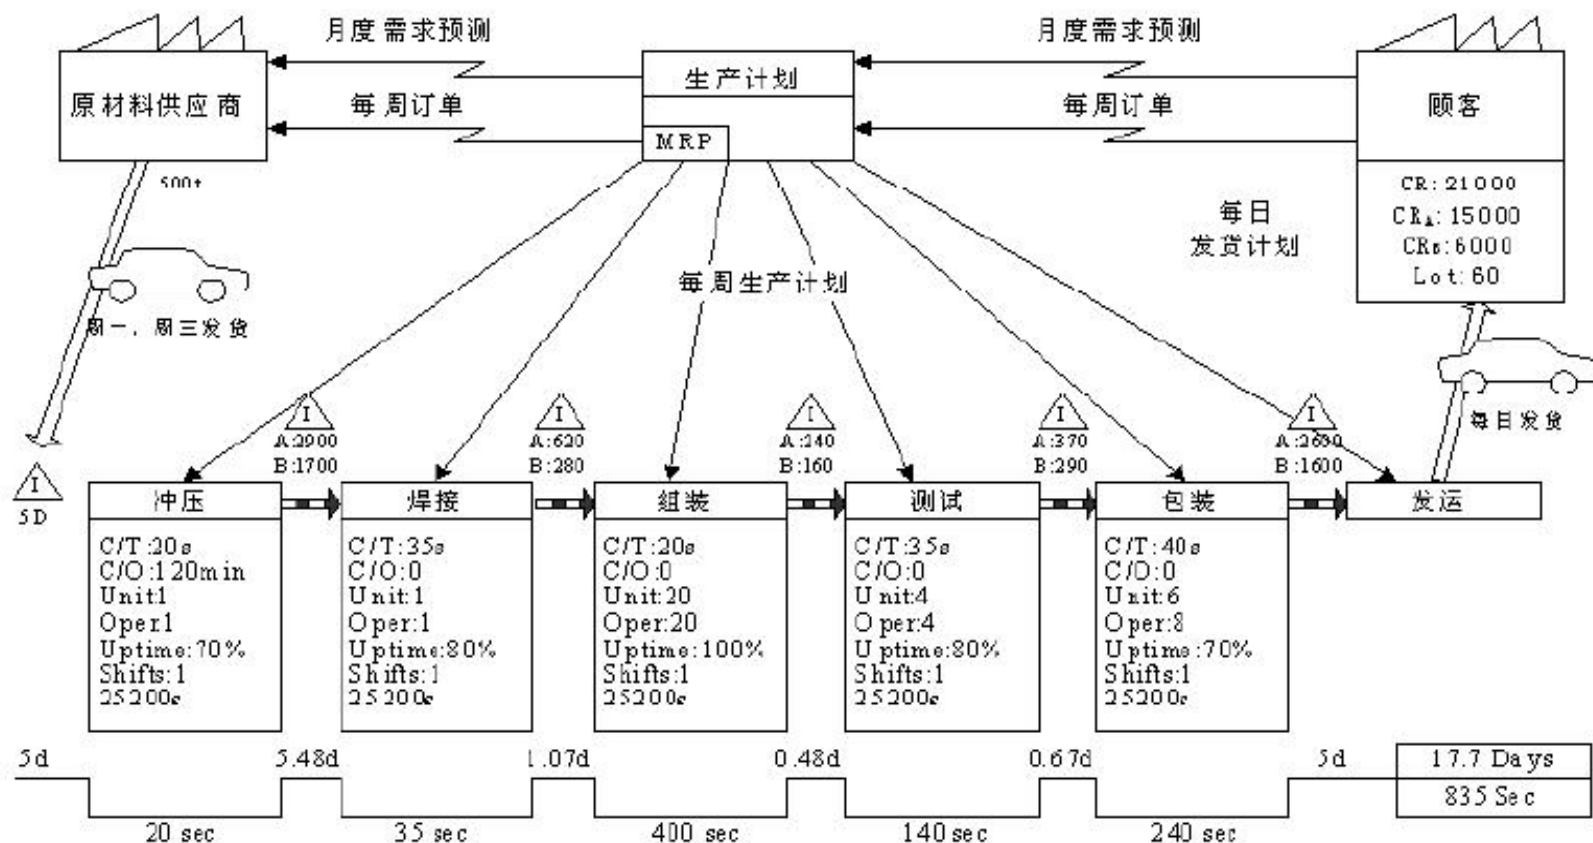 月度需求预测
月度需求预测
原材料供应商
生产计划
MRP
顾客
每周订单
每周订单
500t
CR: 21000
CRA: 15000
CRB:6000
Lot: 60
每日
发货计划
每周生产计划
周一、周三发货
每日发货
I
5D
I
A:2900
B:1700
I
A:620
B:280
I
A:240
B:160
I
A:370
B:290
I
A:2600
B:1600
冲压
C/T:20s
C/O:120min
Unit:1
Oper:1
Uptime:70%
Shifts:1
25200s
焊接
C/T:35s
C/O:0
Unit:1
Oper:1
Uptime:80%
Shifts:1
25200s
组装
C/T:20s
C/O:0
Unit:20
Oper:20
Uptime:100%
Shifts:1
25200s
测试
C/T:35s
C/O:0
Unit:4
Oper:4
Uptime:80%
Shifts:1
25200s
包装
C/T:40s
C/O:0
Unit:6
Oper:8
Uptime:70%
Shifts:1
25200s
发运
5d
5.48d
1.07d
0.48d
0.67d
5d
17.7 Days
20 sec
35 sec
400 sec
140 sec
240 sec
835 Sec